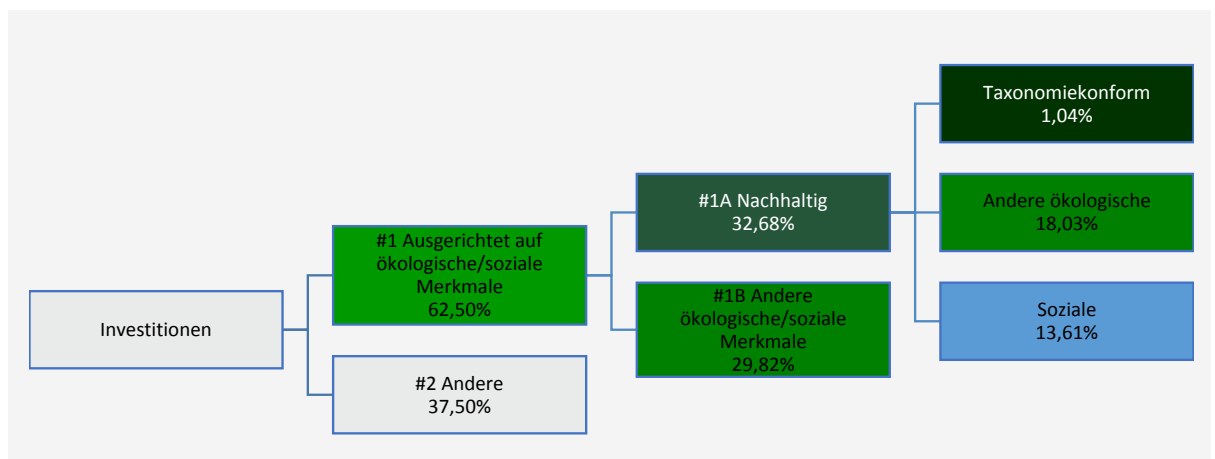 Investitionen
#1 Ausgerichtet auf
ökologische/soziale
Merkmale
62,50%
#2 Andere
37,50%
#1A Nachhaltig
32,68%
#1B Andere
ökologische/soziale
Merkmale
29,82%
Taxonomiekonform
1,04%
Andere ökologische
18,03%
Soziale
13,61%